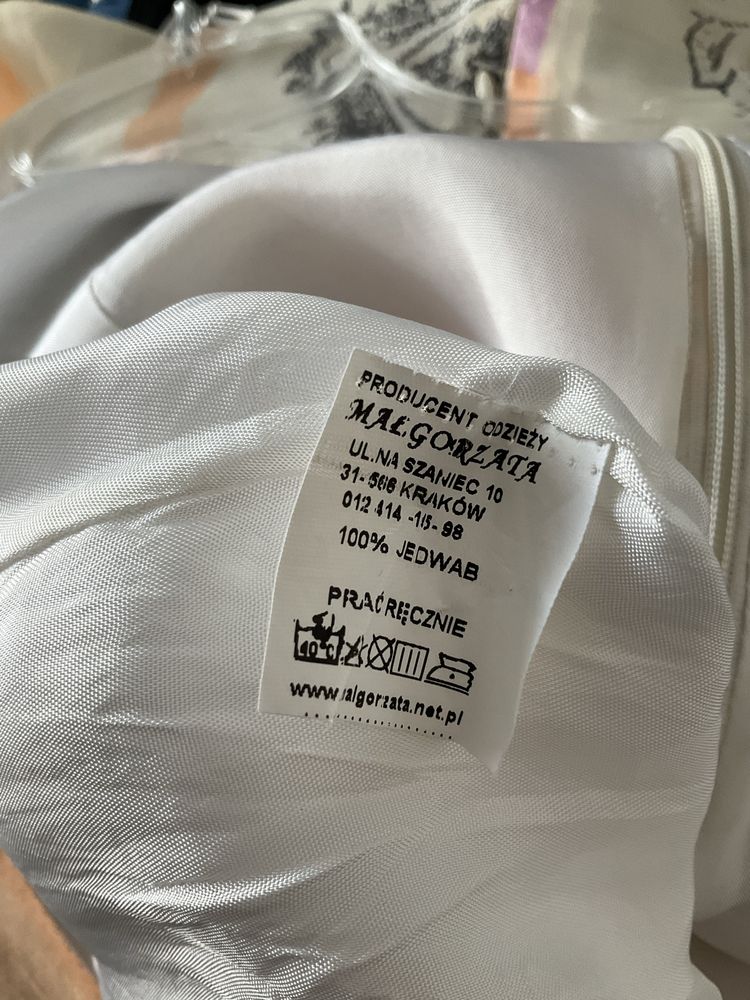 PRODUCENT ODZIEŻY
MAŁGORZATA
UL.NA SZANIEC 10
31-566 KRAKÓW
012 414 -15- 98
100% JEDWAB
PRAĆ RĘCZNIE
40°C
www.malgorzata.net.pl